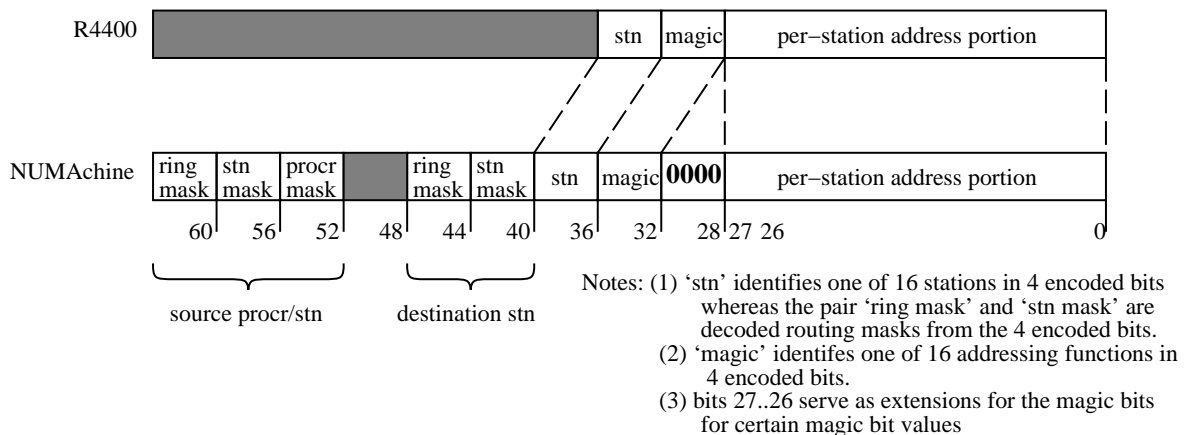 R4400
stn magic per−station address portion
NUMAchine
ring mask stn mask procr mask ring mask stn mask stn magic 0000 per−station address portion
60 56 52 48 44 40 36 32 28 27 26 0
source procr/stn destination stn
Notes: (1) ‘stn’ identifies one of 16 stations in 4 encoded bits
whereas the pair ‘ring mask’ and ‘stn mask’ are
decoded routing masks from the 4 encoded bits.
(2) ‘magic’ identifes one of 16 addressing functions in
4 encoded bits.
(3) bits 27..26 serve as extensions for the magic bits
for certain magic bit values